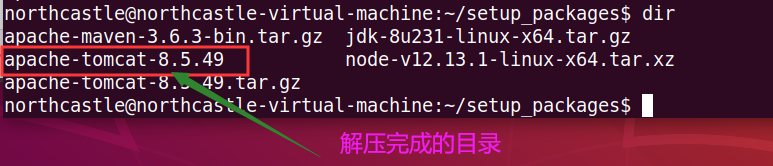 northcastle@northcastle-virtual-machine:~/setup_packages$ dir
apache-maven-3.6.3-bin.tar.gz jdk-8u231-linux-x64.tar.gz
apache-tomcat-8.5.49 node-v12.13.1-linux-x64.tar.xz
apache-tomcat-8.5.49.tar.gz
northcastle@northcastle-virtual-machine:~/setup_packages$
解压完成的目录